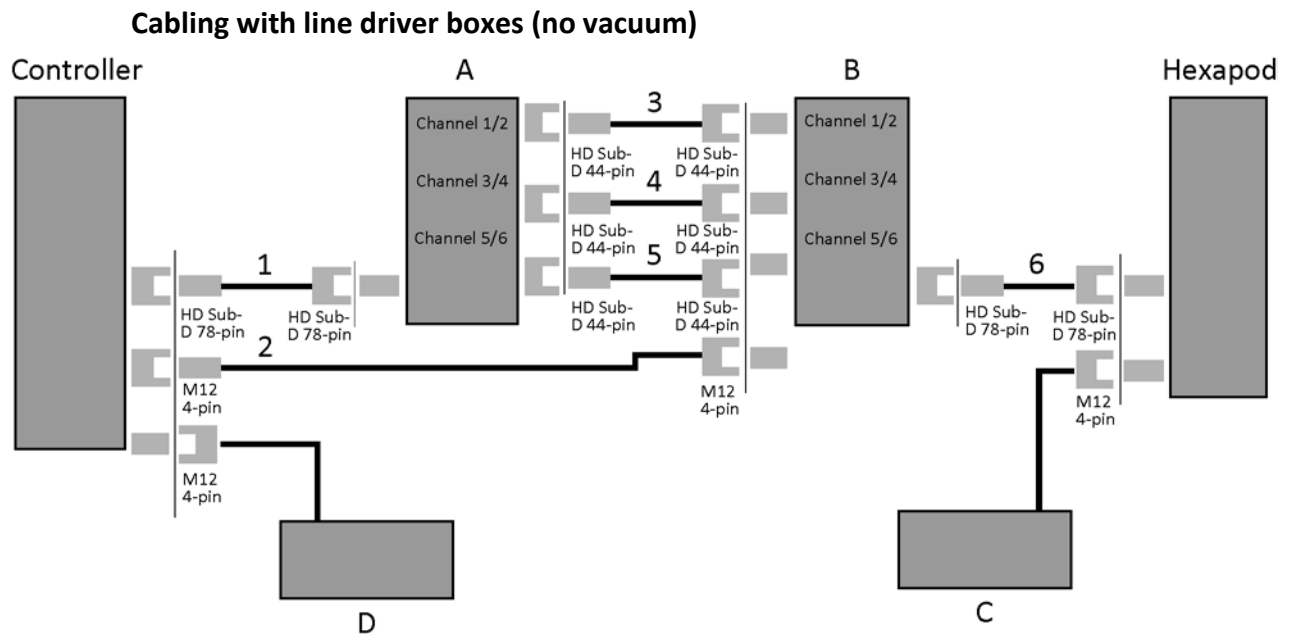 Cabling with line driver boxes (no vacuum)
Controller
A
B
Hexapod
Channel 1/2
Channel 3/4
Channel 5/6
3
HD Sub-
D 44-pin
HD Sub-
D 44-pin
4
HD Sub-
D 44-pin
HD Sub-
D 44-pin
5
HD Sub-
D 44-pin
HD Sub-
D 44-pin
Channel 1/2
Channel 3/4
Channel 5/6
1
HD Sub-
D 78-pin
HD Sub-
D 78-pin
6
HD Sub-
D 78-pin
HD Sub-
D 78-pin
2
M12
4-pin
M12
4-pin
M12
4-pin
M12
4-pin
D
C